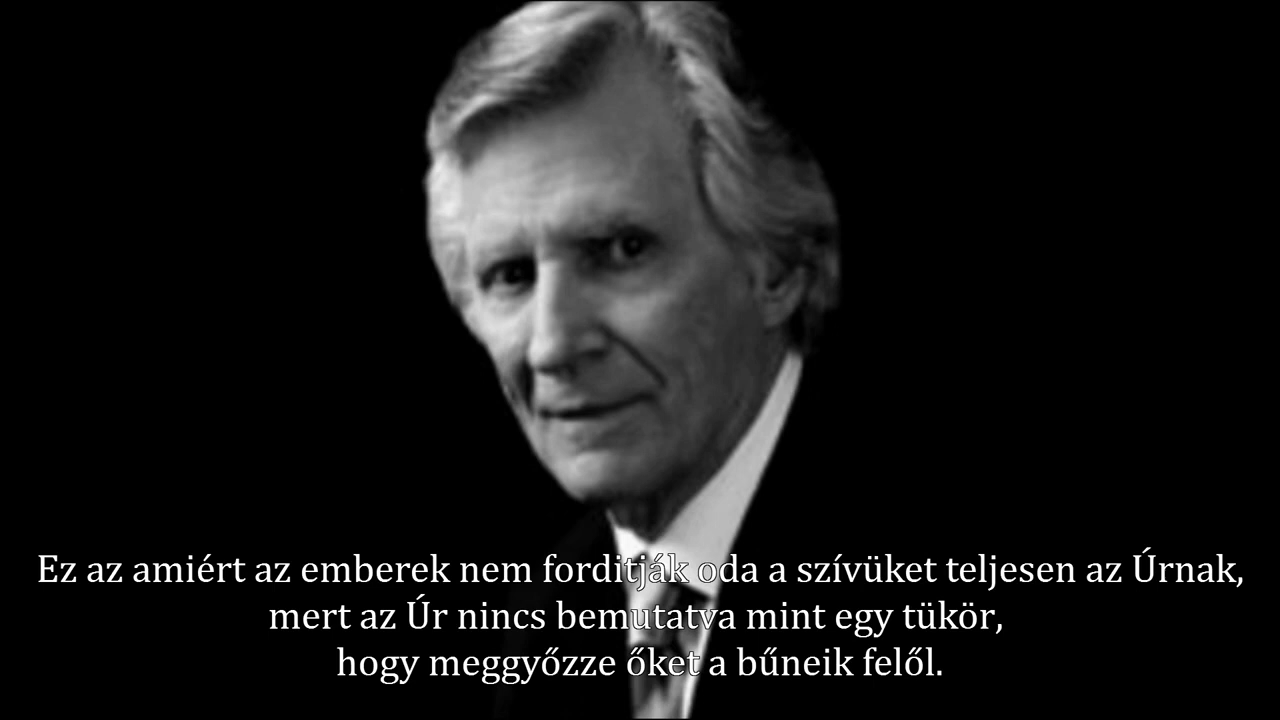 Ez az amiért az emberek nem forditják oda a szívüket teljesen az Úrnak,
mert az Úr nincs bemutatva mint egy tükör,
hogy meggyőzze őket a bűneik felől.